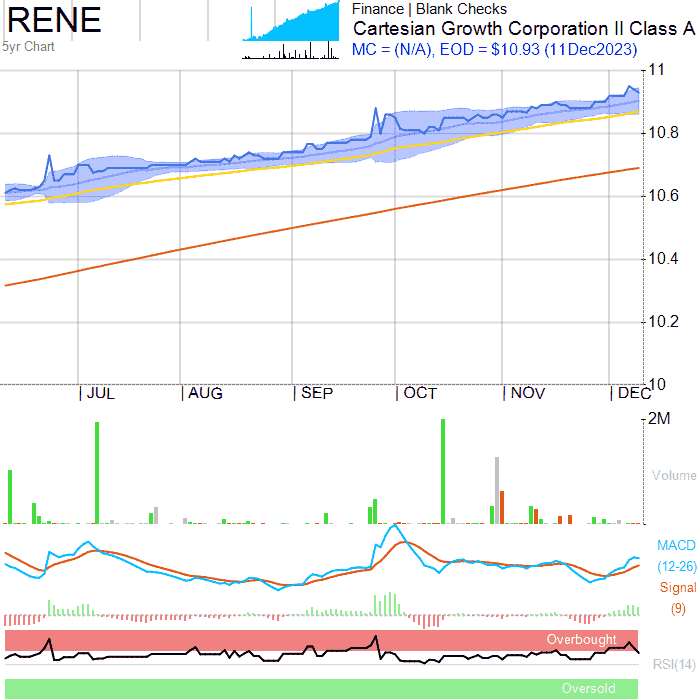 RENE
5yr Chart
Finance | Blank Checks
Cartesian Growth Corporation II Class A
MC = (N/A), EOD = $10.93 (11Dec2023)
11
10.8
10.6
10.4
10.2
10
JUL AUG SEP OCT NOV DEC
2M
Volume
MACD
(12-26)
Signal
(9)
Overbought
RSI(14)
Oversold